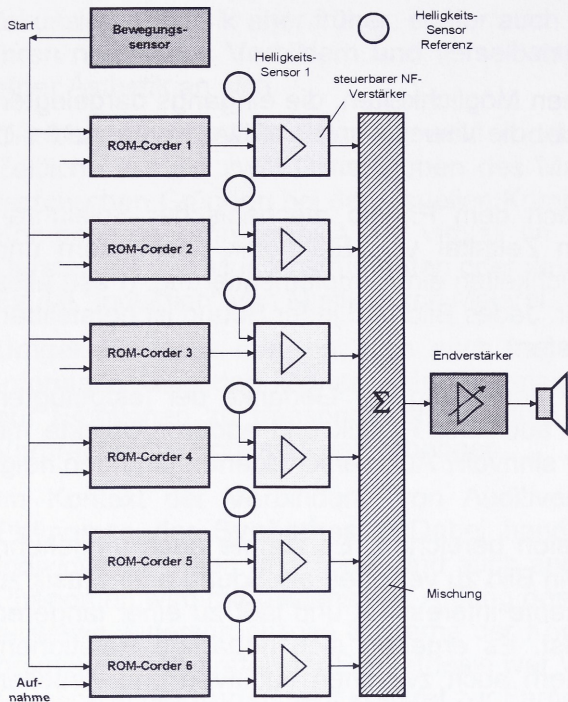 Start
Bewegungs-
sensor
Helligkeits-
Sensor
Referenz
Helligkeits-
Sensor 1
steuerbarer NF-
Verstärker
ROM-Corder 1
ROM-Corder 2
ROM-Corder 3
Endverstärker
Σ
ROM-Corder 4
ROM-Corder 5
Mischung
ROM-Corder 6
Auf-
nahme